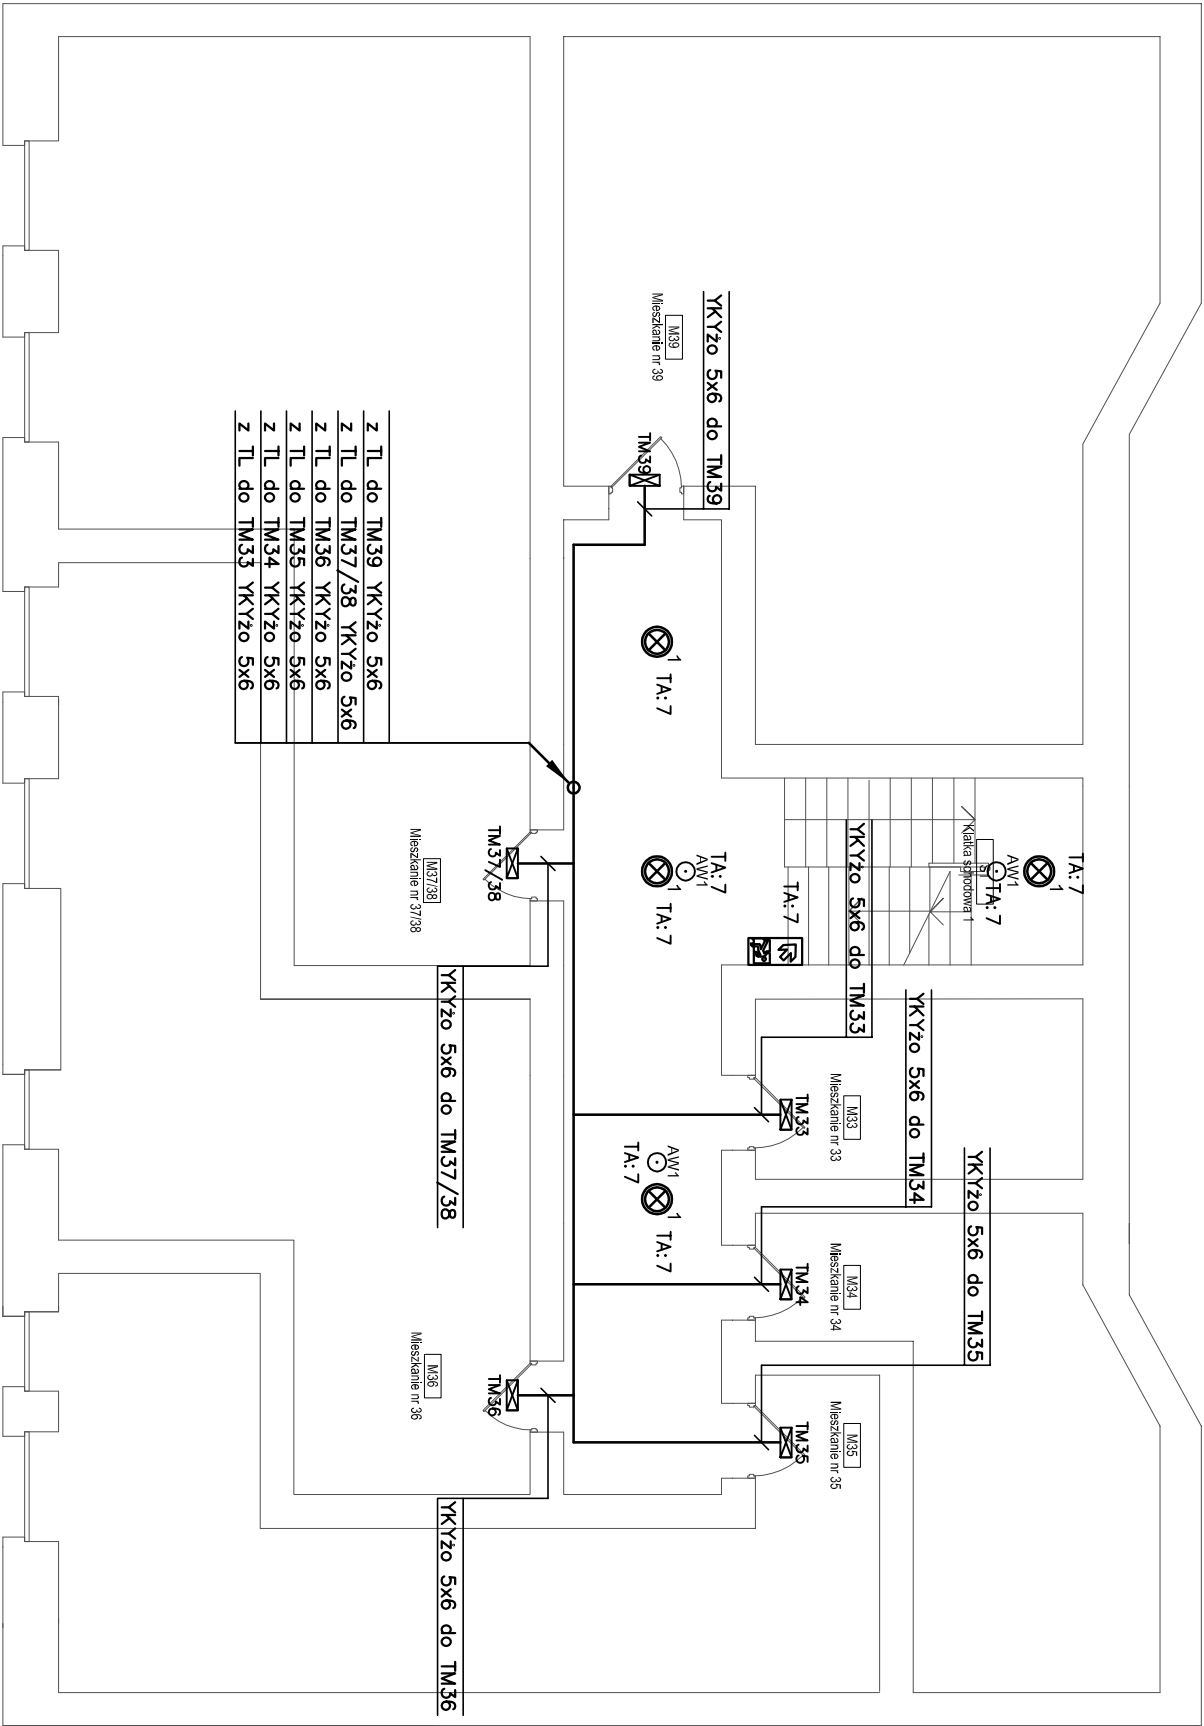 TA: 7
1
AW1
TA: 7
Klatka schodowa 1
YKYżo 5x6 do TM35
YKYżo 5x6 do TM34
YKYżo 5x6 do TM33
M33
Mieszkanie nr 33
M34
Mieszkanie nr 34
M35
Mieszkanie nr 35
TA: 7
TM33
TM34
TM35
YKYżo 5x6 do TM39
TA: 7
AW1
M39
Mieszkanie nr 39
TM39
1
TA: 7
1
TA: 7
AW1
TA: 7
1
TA: 7
TM37/38
TM36
YKYżo 5x6 do TM37/38
YKYżo 5x6 do TM36
M37/38
Mieszkanie nr 37/38
M36
Mieszkanie nr 36
z TL do TM39 YKYżo 5x6
z TL do TM37/38 YKYżo 5x6
z TL do TM36 YKYżo 5x6
z TL do TM35 YKYżo 5x6
z TL do TM34 YKYżo 5x6
z TL do TM33 YKYżo 5x6